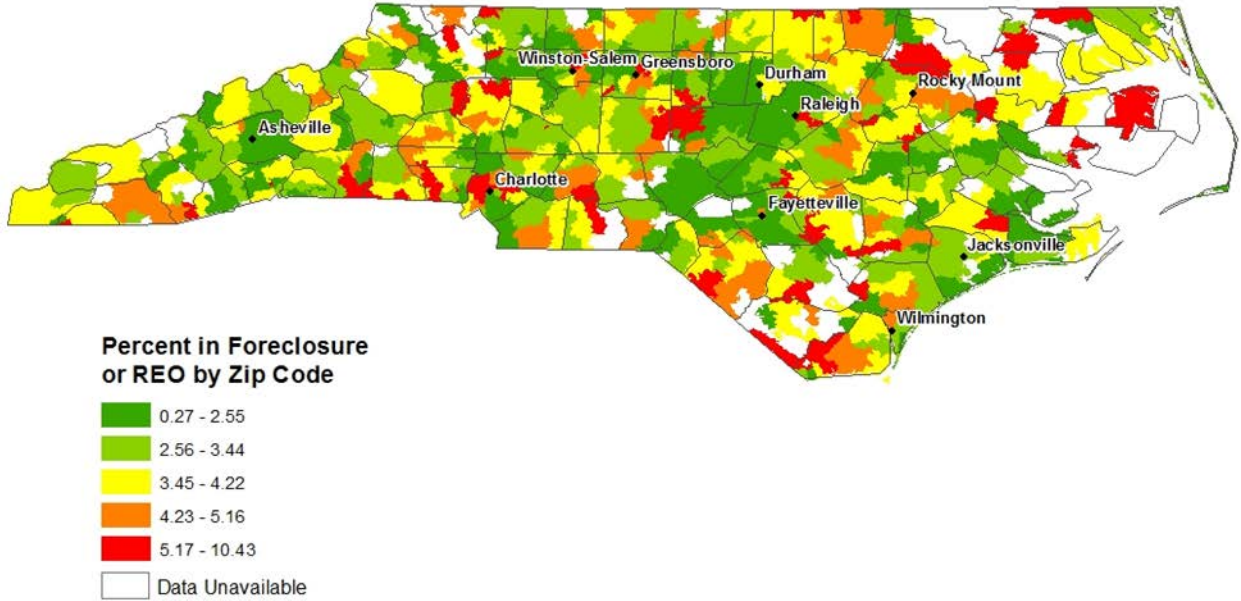 Winston-Salem
Greensboro
Durham
Rocky Mount
Raleigh
Asheville
Charlotte
Fayetteville
Jacksonville
Wilmington
Percent in Foreclosure
or REO by Zip Code
0.27 - 2.55
2.56 - 3.44
3.45 - 4.22
4.23 - 5.16
5.17 - 10.43
Data Unavailable